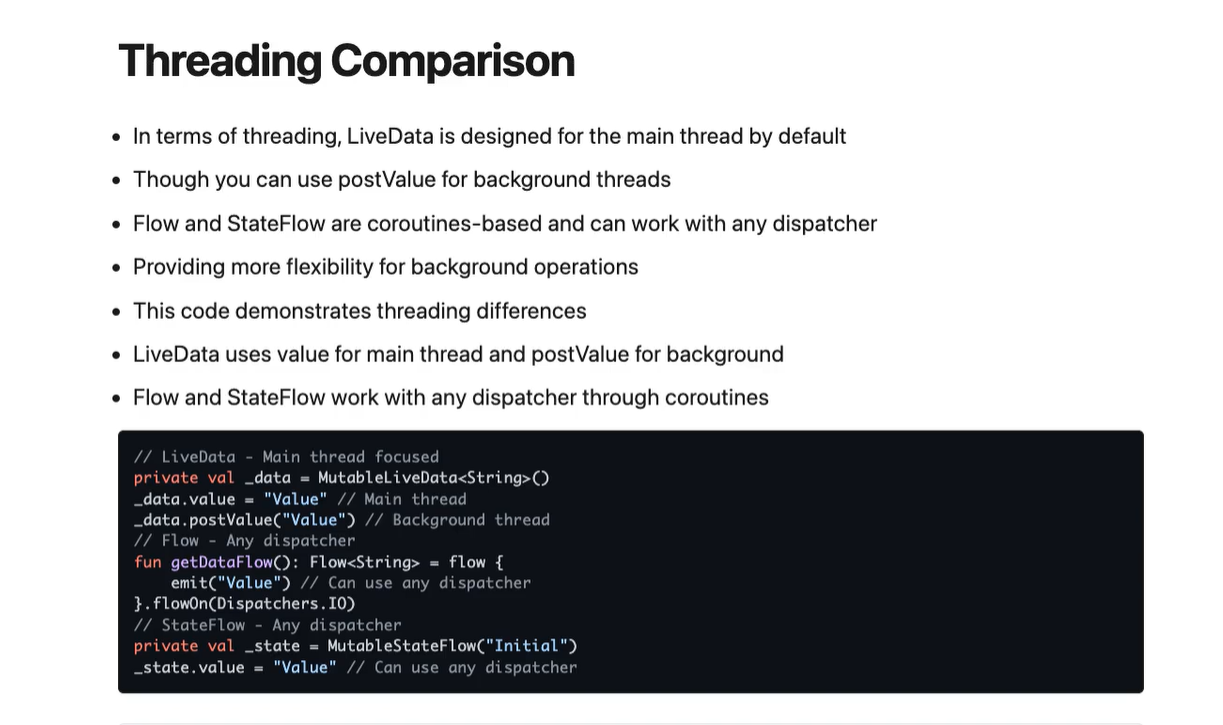 Threading Comparison
• In terms of threading, LiveData is designed for the main thread by default
• Though you can use postValue for background threads
• Flow and StateFlow are coroutines-based and can work with any dispatcher
• Providing more flexibility for background operations
• This code demonstrates threading differences
• LiveData uses value for main thread and postValue for background
• Flow and StateFlow work with any dispatcher through coroutines
// LiveData - Main thread focused
private val _data = MutableLiveData<String>()
_data.value = "Value" // Main thread
_data.postValue("Value") // Background thread
// Flow - Any dispatcher
fun getDataFlow(): Flow<String> = flow {
    emit("Value") // Can use any dispatcher
}.flowOn(Dispatchers.IO)
// StateFlow - Any dispatcher
private val _state = MutableStateFlow("Initial")
_state.value = "Value" // Can use any dispatcher